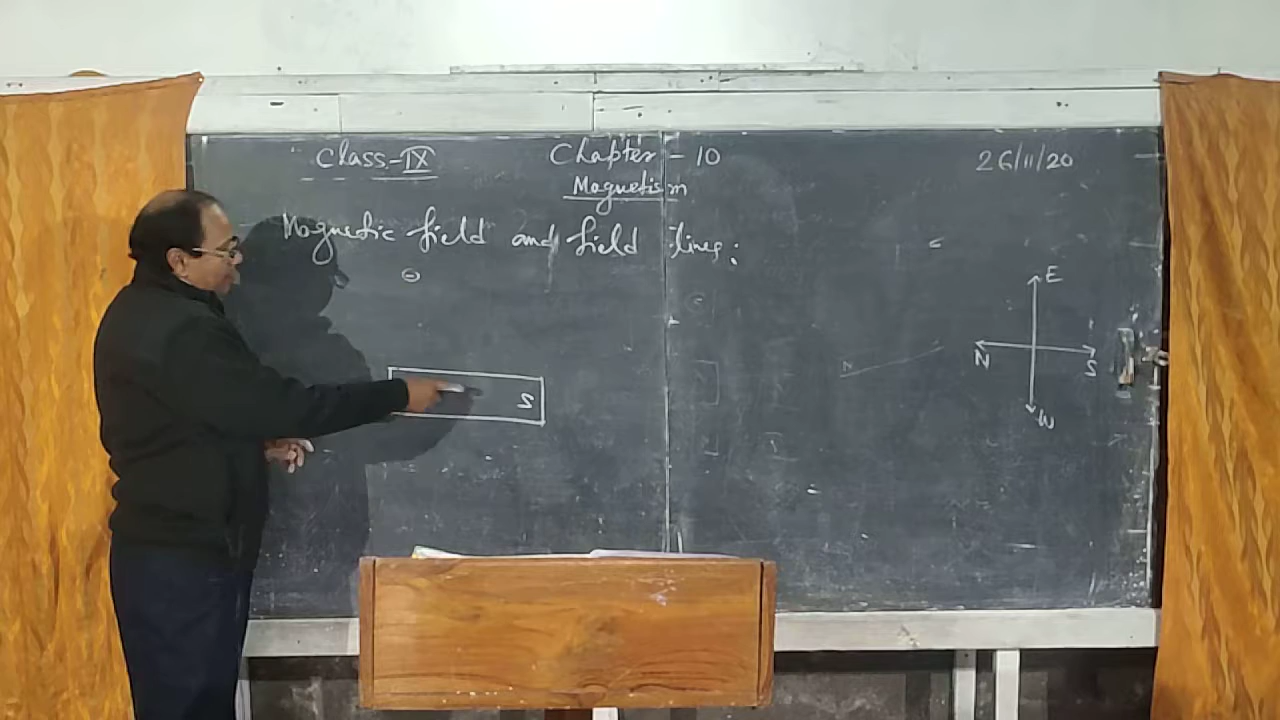 Class-IX
Chapter - 10
26/11/20
Magnetism
Magnetic field and field lines:
E
N
S
W
S